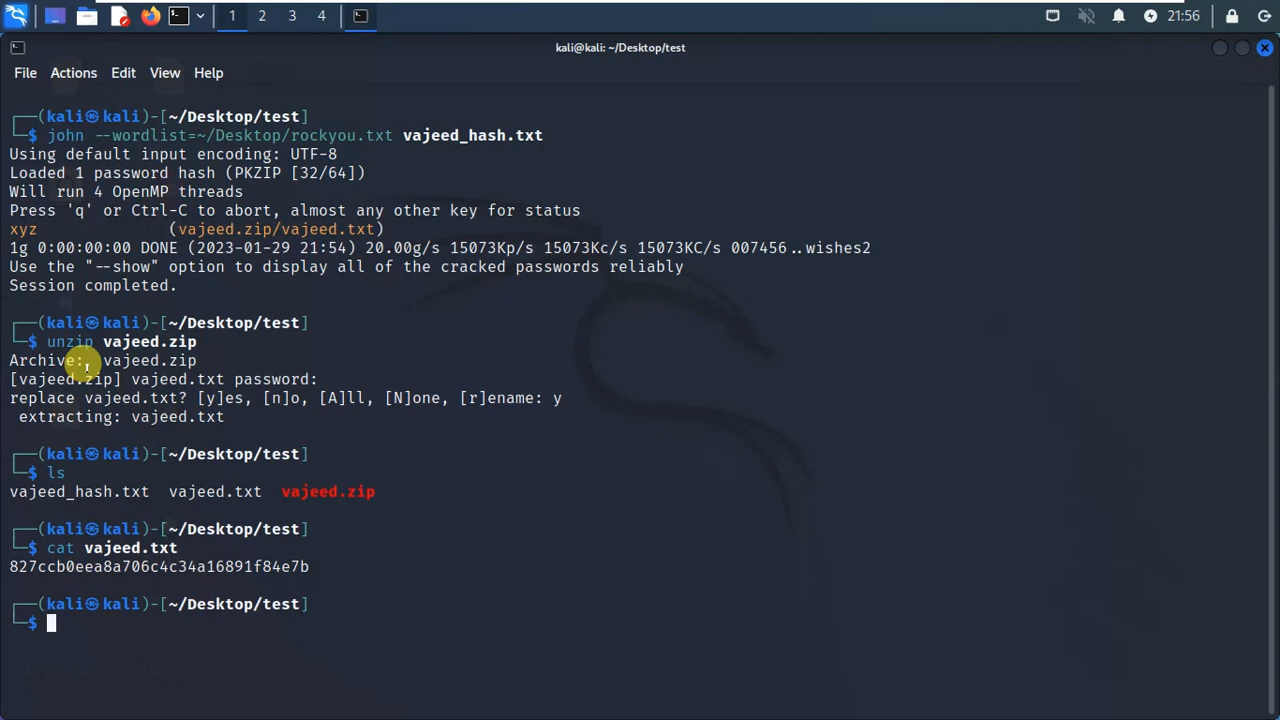 1 2 3 4 21:56
kali@kali: ~/Desktop/test
File Actions Edit View Help
┌──(kali㉿kali)-[~/Desktop/test]
└─$ john --wordlist=~/Desktop/rockyou.txt vajeed_hash.txt
Using default input encoding: UTF-8
Loaded 1 password hash (PKZIP [32/64])
Will run 4 OpenMP threads
Press 'q' or Ctrl-C to abort, almost any other key for status
xyz (vajeed.zip/vajeed.txt)
1g 0:00:00:00 DONE (2023-01-29 21:54) 20.00g/s 15073Kp/s 15073Kc/s 15073KC/s 007456..wishes2
Use the "--show" option to display all of the cracked passwords reliably
Session completed.
┌──(kali㉿kali)-[~/Desktop/test]
└─$ unzip vajeed.zip
Archive: vajeed.zip
[vajeed.zip] vajeed.txt password:
replace vajeed.txt? [y]es, [n]o, [A]ll, [N]one, [r]ename: y
extracting: vajeed.txt
┌──(kali㉿kali)-[~/Desktop/test]
└─$ ls
vajeed_hash.txt vajeed.txt vajeed.zip
┌──(kali㉿kali)-[~/Desktop/test]
└─$ cat vajeed.txt
827ccb0eea8a706c4c34a16891f84e7b
┌──(kali㉿kali)-[~/Desktop/test]
└─$